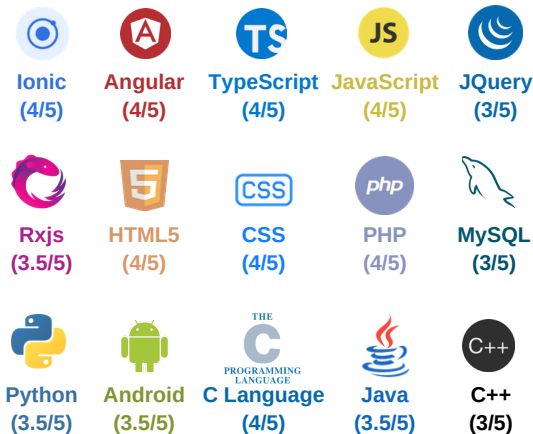 TS JS
Ionic Angular TypeScript JavaScript JQuery
(4/5) (4/5) (4/5) (4/5) (3/5)
5 CSS php
Rxjs HTML5 CSS PHP MySQL
(3.5/5) (4/5) (4/5) (4/5) (3/5)
THE
C C++
PROGRAMMING
LANGUAGE
Python Android C Language Java C++
(3.5/5) (3.5/5) (4/5) (3.5/5) (3/5)